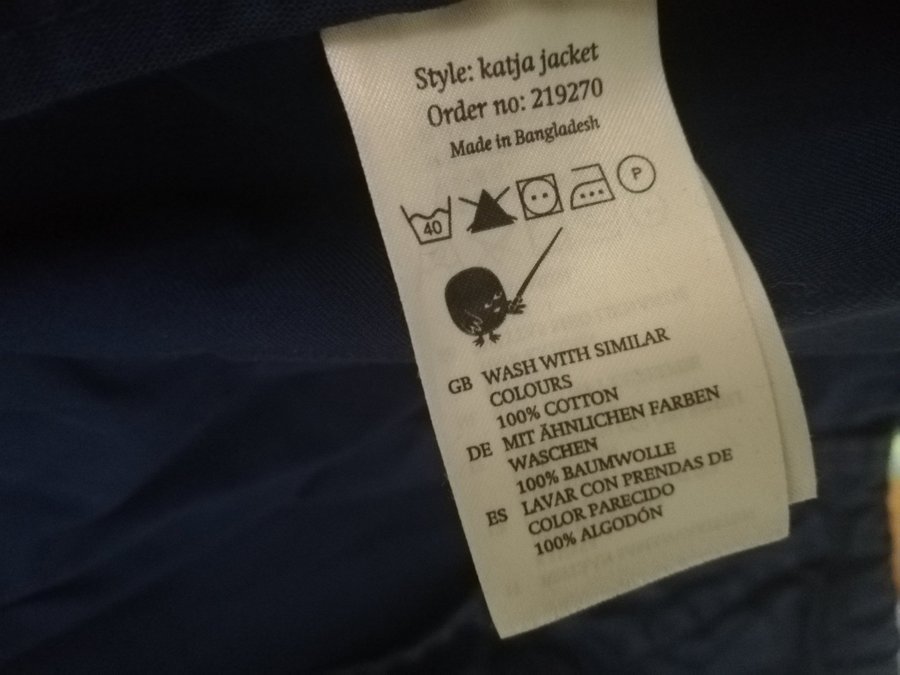 Style: katja jacket
Order no: 219270
Made in Bangladesh
40 P
GB WASH WITH SIMILAR
COLOURS
100% COTTON
DE MIT ÄHNLICHEN FARBEN
WASCHEN
100% BAUMWOLLE
ES LAVAR CON PRENDAS DE
COLOR PARECIDO
100% ALGODÓN